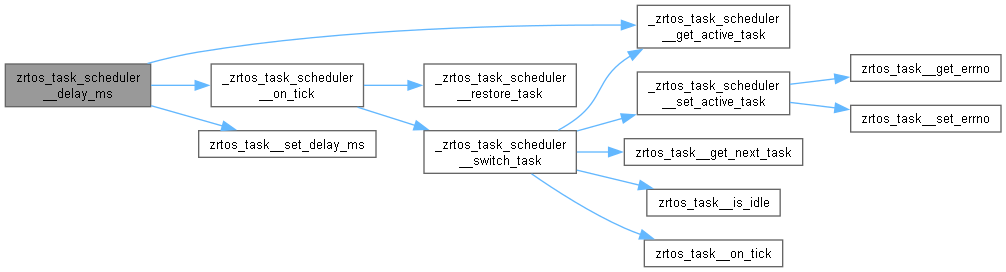 zrtos_task_scheduler
__delay_ms
_zrtos_task_scheduler
__on_tick
zrtos_task__set_delay_ms
_zrtos_task_scheduler
__restore_task
_zrtos_task_scheduler
__switch_task
_zrtos_task_scheduler
__get_active_task
_zrtos_task_scheduler
__set_active_task
zrtos_task__get_next_task
zrtos_task__is_idle
zrtos_task__on_tick
zrtos_task__get_errno
zrtos_task__set_errno